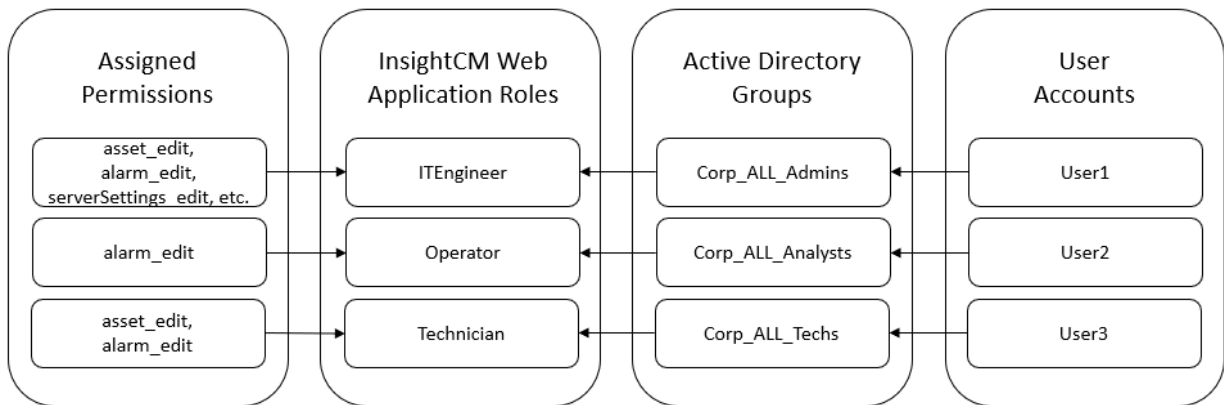 Assigned
Permissions
asset_edit,
alarm_edit,
serverSettings_edit, etc.
alarm_edit
asset_edit,
alarm_edit
InsightCM Web
Application Roles
ITEngineer
Operator
Technician
Active Directory
Groups
Corp_ALL_Admins
Corp_ALL_Analysts
Corp_ALL_Techs
User
Accounts
User1
User2
User3